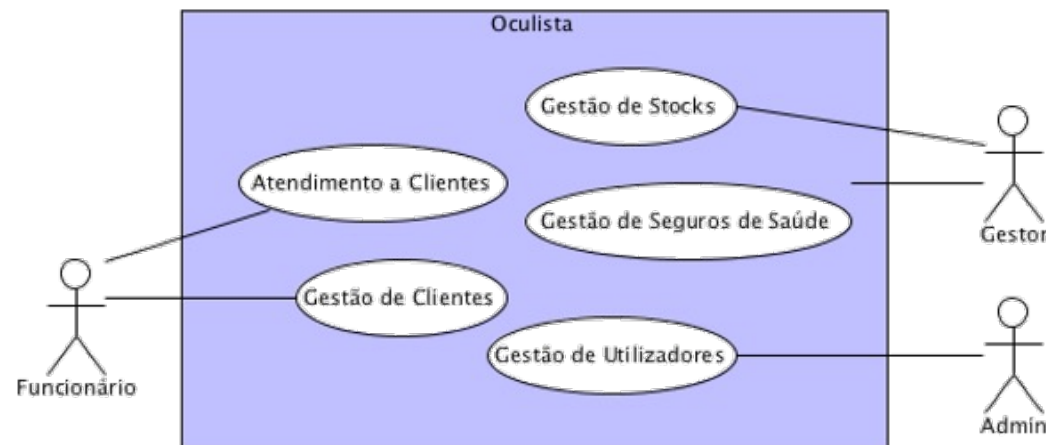 Oculista
Gestão de Stocks
Atendimento a Clientes
Gestão de Seguros de Saúde
Gestor
Gestão de Clientes
Gestão de Utilizadores
Funcionário
Admin